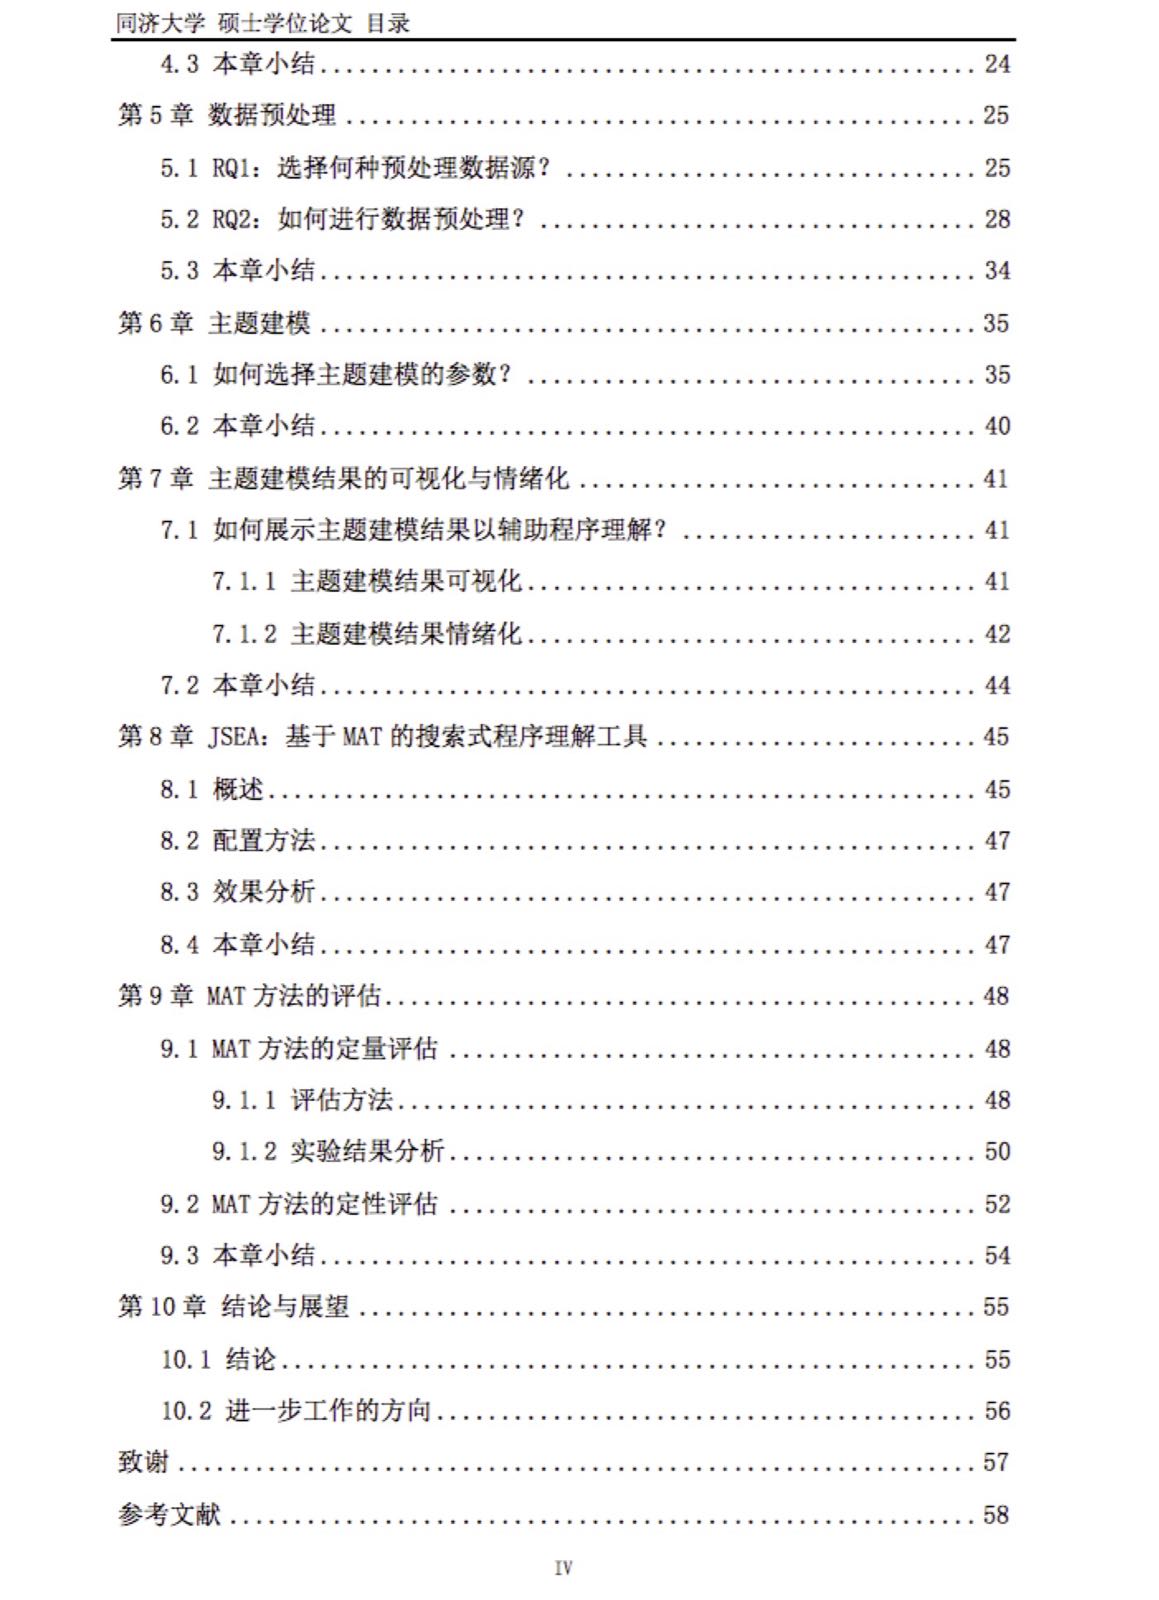 同济大学 硕士学位论文 目录
4.3 本章小结................................................... 24
第5章 数据预处理 ................................................. 25
5.1 RQ1：选择何种预处理数据源？ ................................ 25
5.2 RQ2：如何进行数据预处理？ .................................. 28
5.3 本章小结................................................... 34
第6章 主题建模 ................................................... 35
6.1 如何选择主题建模的参数？ ................................... 35
6.2 本章小结................................................... 40
第7章 主题建模结果的可视化与情绪化 ............................... 41
7.1 如何展示主题建模结果以辅助程序理解？ ....................... 41
7.1.1 主题建模结果可视化................................... 41
7.1.2 主题建模结果情绪化................................... 42
7.2 本章小结................................................... 44
第8章 JSEA：基于 MAT 的搜索式程序理解工具 ......................... 45
8.1 概述....................................................... 45
8.2 配置方法................................................... 47
8.3 效果分析................................................... 47
8.4 本章小结................................................... 47
第9章 MAT 方法的评估.............................................. 48
9.1 MAT 方法的定量评估 ......................................... 48
9.1.1 评估方法............................................. 48
9.1.2 实验结果分析......................................... 50
9.2 MAT 方法的定性评估 ......................................... 52
9.3 本章小结................................................... 54
第10章 结论与展望 ................................................ 55
10.1 结论...................................................... 55
10.2 进一步工作的方向.......................................... 56
致谢 .............................................................. 57
参考文献 .......................................................... 58
IV